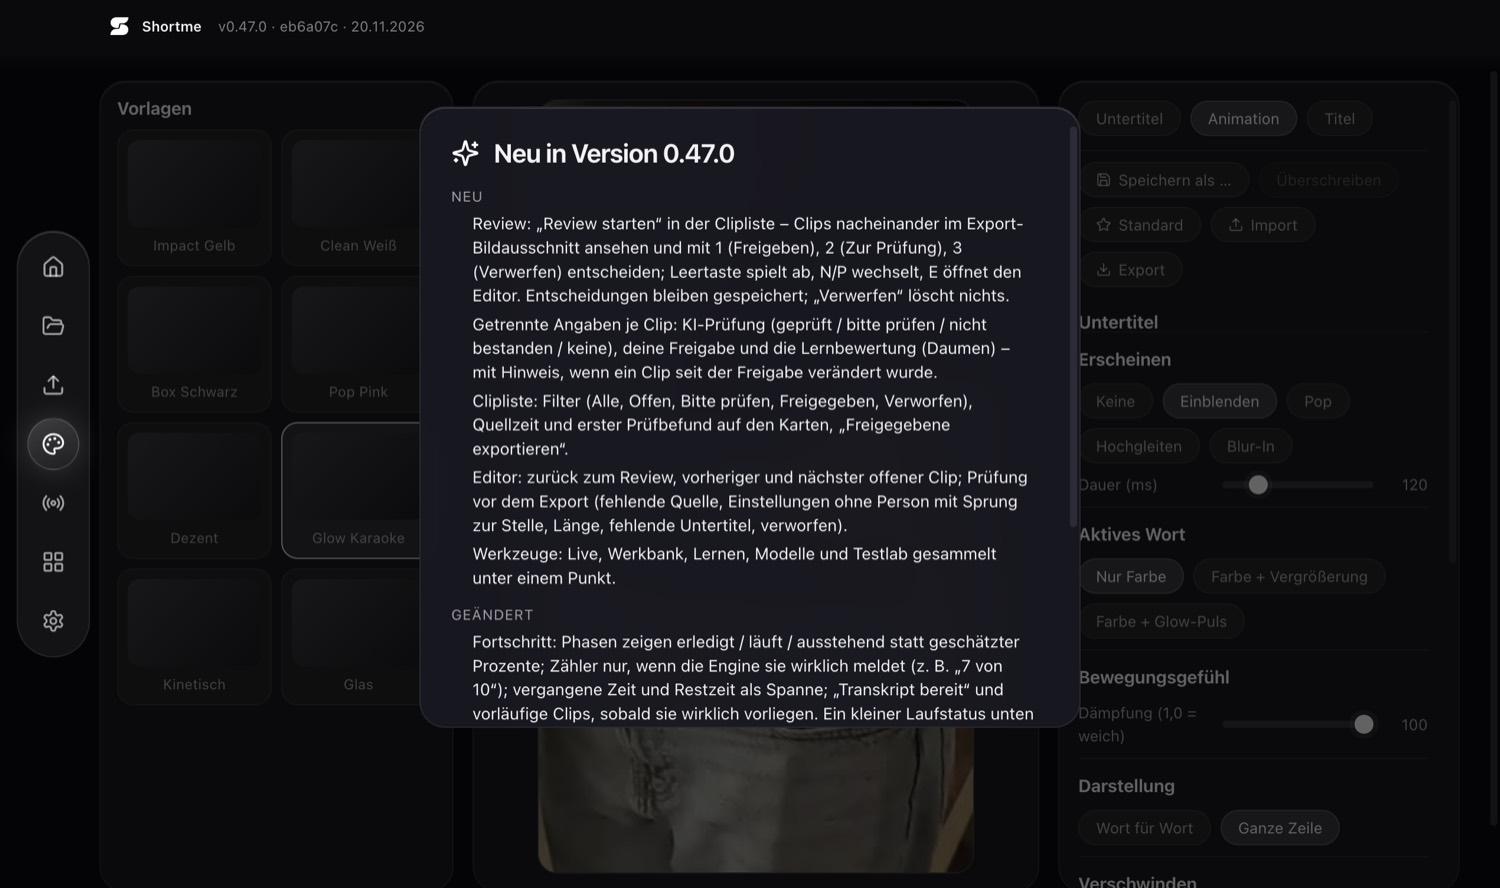 Shortme v0.47.0 · eb6a07c · 20.11.2026
Vorlagen
Impact Gelb
Clean Weiß
Box Schwarz
Pop Pink
Dezent
Glow Karaoke
Kinetisch
Glas
Neu in Version 0.47.0
NEU
Review: „Review starten“ in der Clipliste – Clips nacheinander im Export-
Bildausschnitt ansehen und mit 1 (Freigeben), 2 (Zur Prüfung), 3
(Verwerfen) entscheiden; Leertaste spielt ab, N/P wechselt, E öffnet den
Editor. Entscheidungen bleiben gespeichert; „Verwerfen“ löscht nichts.
Getrennte Angaben je Clip: KI-Prüfung (geprüft / bitte prüfen / nicht
bestanden / keine), deine Freigabe und die Lernbewertung (Daumen) –
mit Hinweis, wenn ein Clip seit der Freigabe verändert wurde.
Clipliste: Filter (Alle, Offen, Bitte prüfen, Freigegeben, Verworfen),
Quellzeit und erster Prüfbefund auf den Karten, „Freigegebene
exportieren“.
Editor: zurück zum Review, vorheriger und nächster offener Clip; Prüfung
vor dem Export (fehlende Quelle, Einstellungen ohne Person mit Sprung
zur Stelle, Länge, fehlende Untertitel, verworfen).
Werkzeuge: Live, Werkbank, Lernen, Modelle und Testlab gesammelt
unter einem Punkt.
GEÄNDERT
Fortschritt: Phasen zeigen erledigt / läuft / ausstehend statt geschätzter
Prozente; Zähler nur, wenn die Engine sie wirklich meldet (z. B. „7 von
10“); vergangene Zeit und Restzeit als Spanne; „Transkript bereit“ und
vorläufige Clips, sobald sie wirklich vorliegen. Ein kleiner Laufstatus unten
Untertitel
Animation
Titel
Speichern als ...
Überschreiben
Standard
Import
Export
Untertitel
Erscheinen
Keine
Einblenden
Pop
Hochgleiten
Blur-In
Dauer (ms)
120
Aktives Wort
Nur Farbe
Farbe + Vergrößerung
Farbe + Glow-Puls
Bewegungsgefühl
Dämpfung (1,0 =
weich)
100
Darstellung
Wort für Wort
Ganze Zeile
Verschwinden